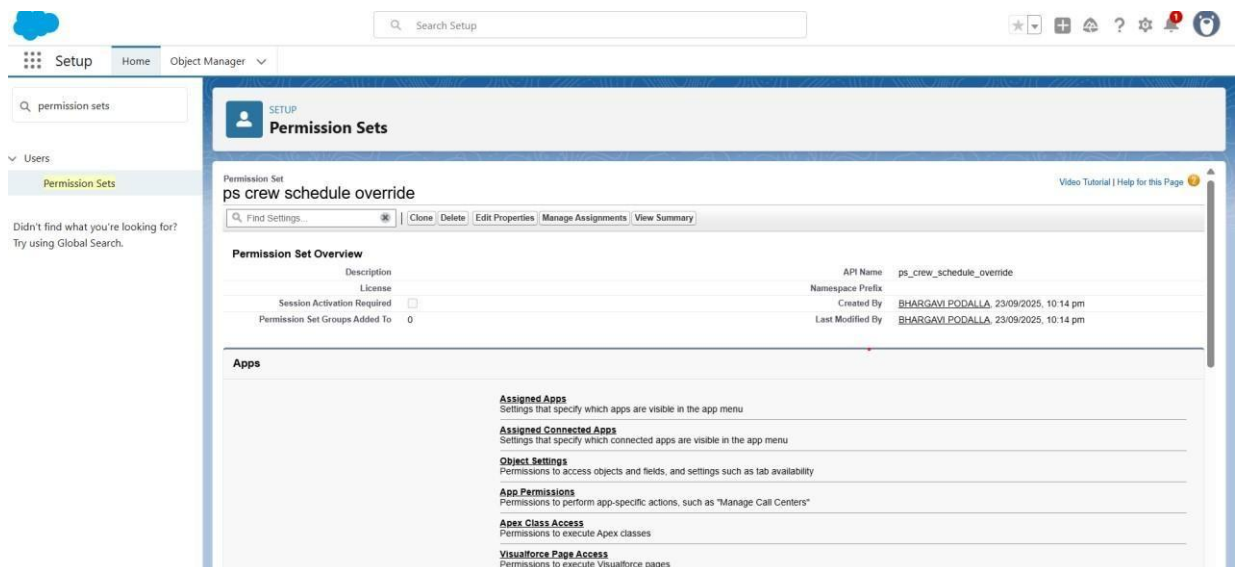 Search Setup
1
Setup
Home
Object Manager
permission sets
Users
Permission Sets
Didn't find what you're looking for?
Try using Global Search.
SETUP
Permission Sets
Permission Set
ps crew schedule override
Video Tutorial | Help for this Page
Find Settings...
Clone Delete Edit Properties Manage Assignments View Summary
Permission Set Overview
Description
API Name ps_crew_schedule_override
License
Namespace Prefix
Session Activation Required
Created By BHARGAVI PODALLA, 23/09/2025, 10:14 pm
Permission Set Groups Added To 0
Last Modified By BHARGAVI PODALLA, 23/09/2025, 10:14 pm
Apps
Assigned Apps
Settings that specify which apps are visible in the app menu
Assigned Connected Apps
Settings that specify which connected apps are visible in the app menu
Object Settings
Permissions to access objects and fields, and settings such as tab availability
App Permissions
Permissions to perform app-specific actions, such as "Manage Call Centers"
Apex Class Access
Permissions to execute Apex classes
Visualforce Page Access
Permissions to execute Visualforce pages